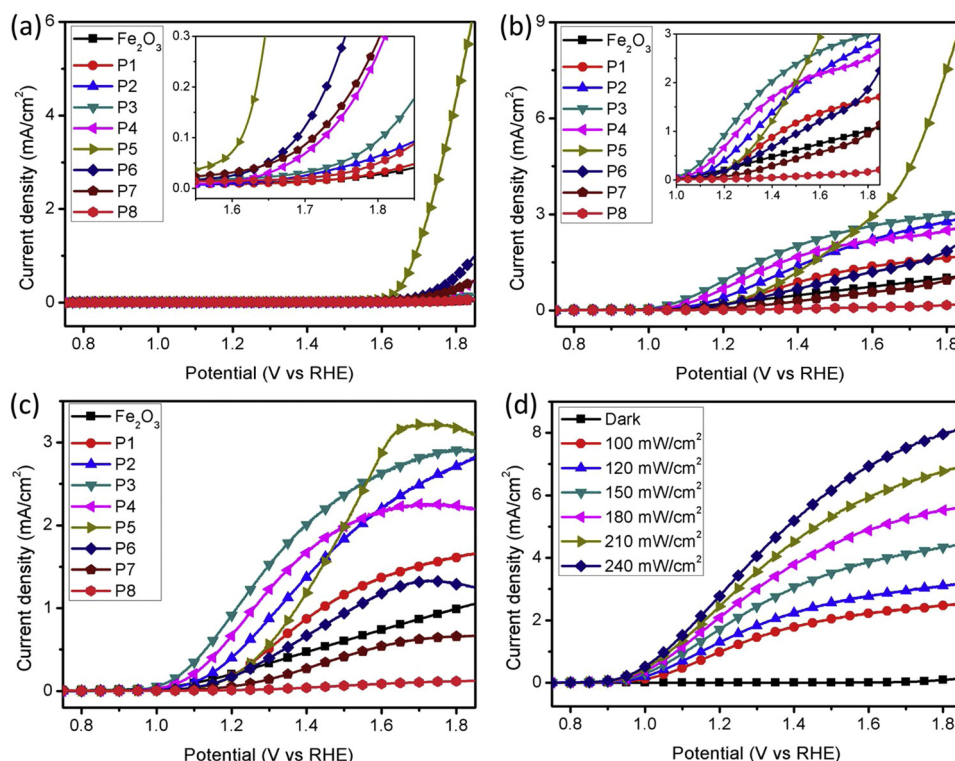 (a)
6
5
4
3
2
1
0
Current density (mA/cm²)
Fe₂O₃
P1
P2
P3
P4
P5
P6
P7
P8
0.3
0.2
0.1
0.0
1.6 1.7 1.8
0.8 1.0 1.2 1.4 1.6 1.8
Potential (V vs RHE)
(b)
9
6
3
0
Current density (mA/cm²)
Fe₂O₃
P1
P2
P3
P4
P5
P6
P7
P8
3
2
1
0
1.0 1.2 1.4 1.6 1.8
0.8 1.0 1.2 1.4 1.6 1.8
Potential (V vs RHE)
(c)
3
2
1
0
Current density (mA/cm²)
Fe₂O₃
P1
P2
P3
P4
P5
P6
P7
P8
0.8 1.0 1.2 1.4 1.6 1.8
Potential (V vs RHE)
(d)
8
6
4
2
0
Current density (mA/cm²)
Dark
100 mW/cm²
120 mW/cm²
150 mW/cm²
180 mW/cm²
210 mW/cm²
240 mW/cm²
0.8 1.0 1.2 1.4 1.6 1.8
Potential (V vs RHE)